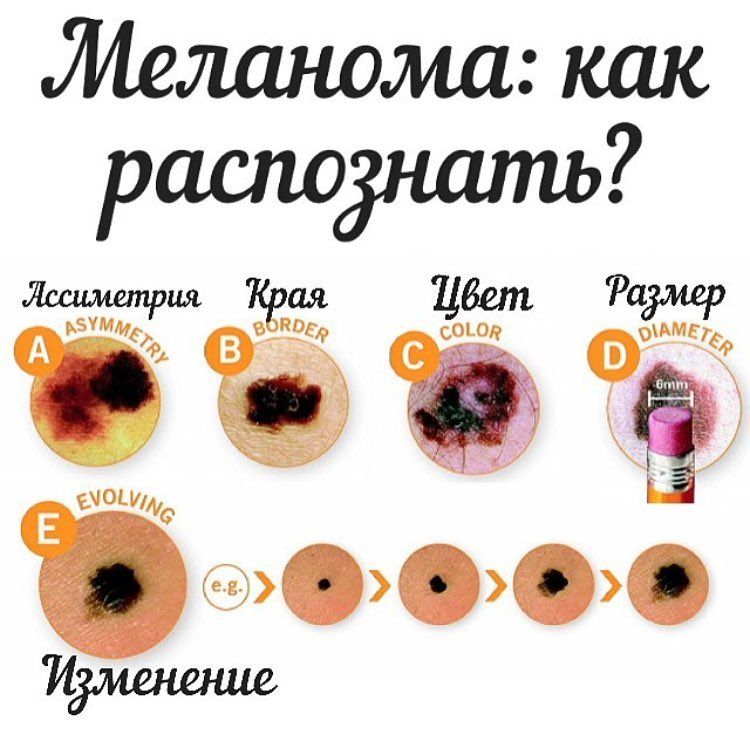 Меланома: как
распознать?
Ассиметрия Края Цвет Размер
A ASYMMETRY B BORDER C COLOR D DIAMETER
6mm
E EVOLVING
e.g.
Изменение